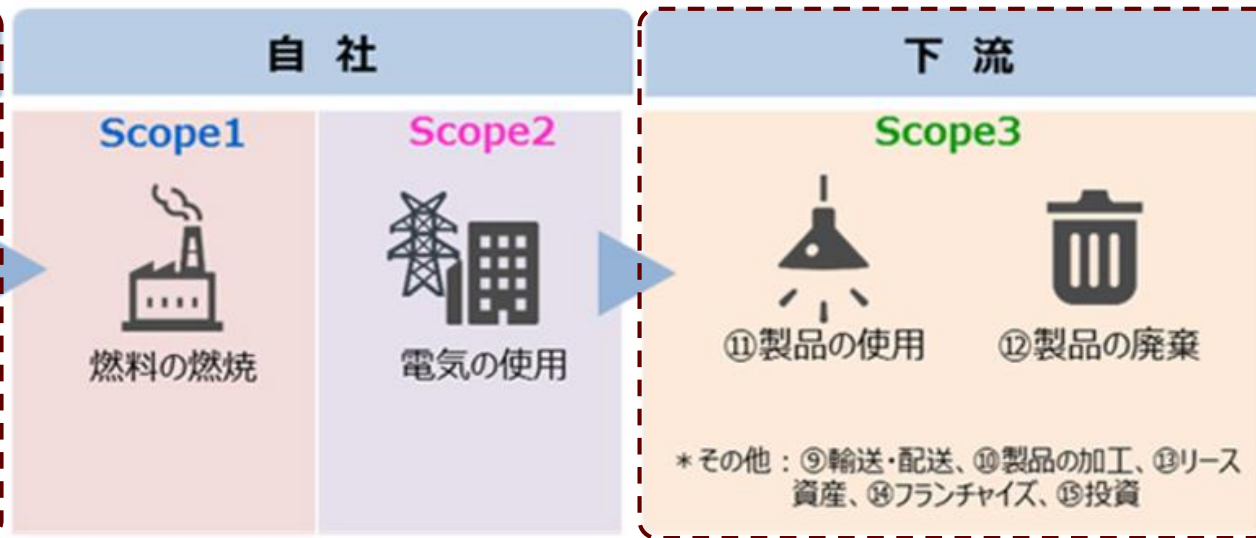 自 社
下 流
Scope1
Scope2
Scope3
燃料の燃焼
電気の使用
⑪製品の使用
⑫製品の廃棄
＊その他：⑨輸送・配送、⑩製品の加工、⑬リース
資産、⑭フランチャイズ、⑮投資